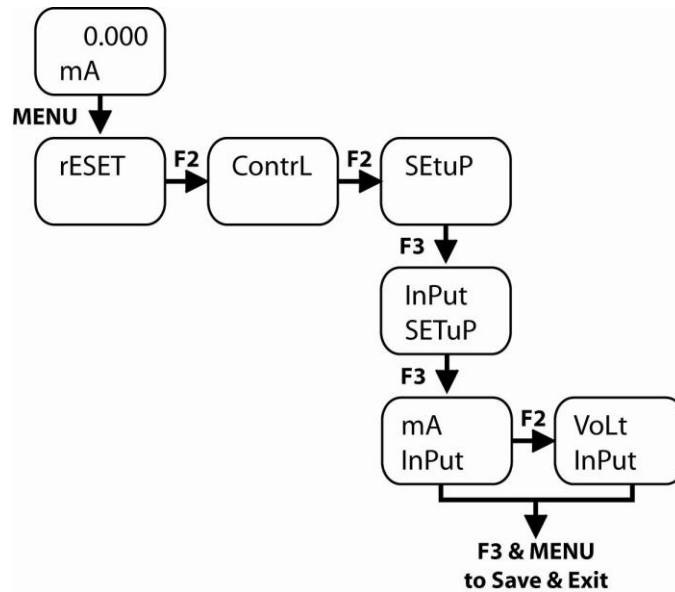 0.000
mA
MENU
rESET
F2
ContrL
F2
SEtuP
F3
InPut
SETuP
F3
mA
InPut
F2
VoLt
InPut
F3 & MENU
to Save & Exit